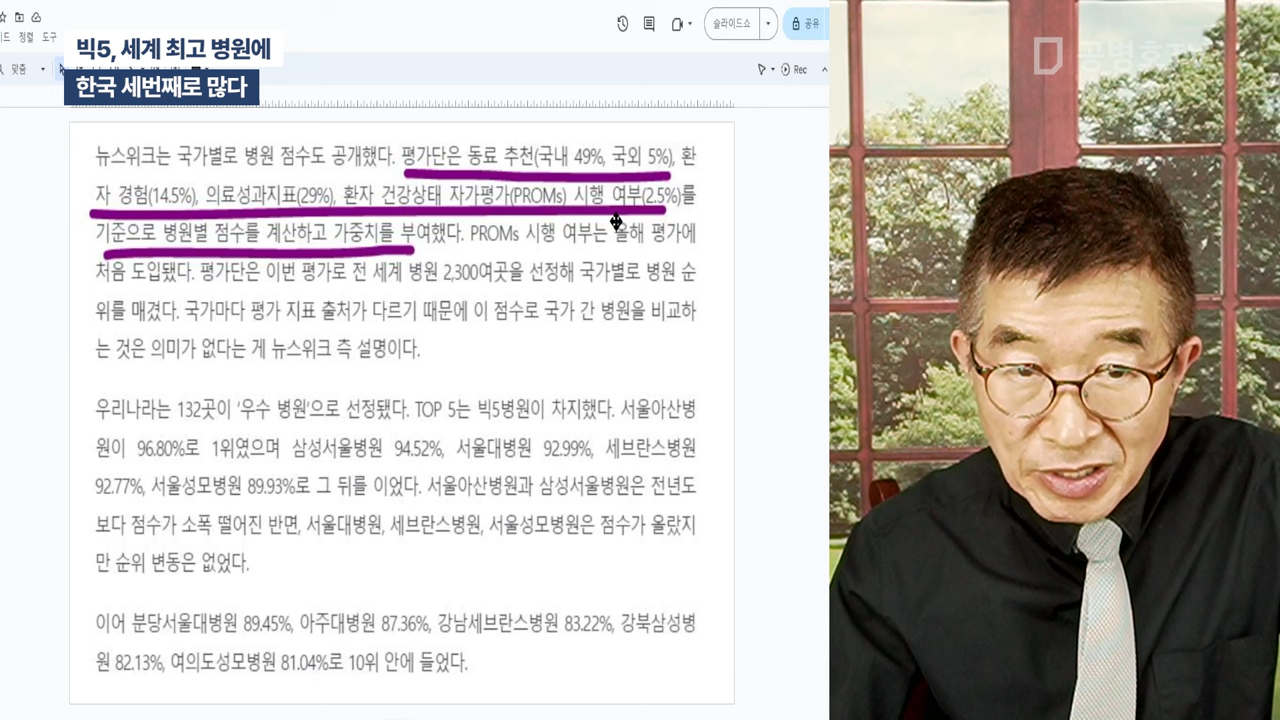 빅5, 세계 최고 병원에
한국 세번째로 많다
정렬 도구
맞춤
슬라이드쇼
공유
Rec
공병호
뉴스위크는 국가별로 병원 점수도 공개했다. 평가단은 동료 추천(국내 49%, 국외 5%), 환
자 경험(14.5%), 의료성과지표(29%), 환자 건강상태 자가평가(PROMs) 시행 여부(2.5%)를
기준으로 병원별 점수를 계산하고 가중치를 부여했다. PROMs 시행 여부는 올해 평가에
처음 도입됐다. 평가단은 이번 평가로 전 세계 병원 2,300여곳을 선정해 국가별로 병원 순
위를 매겼다. 국가마다 평가 지표 출처가 다르기 때문에 이 점수로 국가 간 병원을 비교하
는 것은 의미가 없다는 게 뉴스위크 측 설명이다.
우리나라는 132곳이 '우수 병원'으로 선정됐다. TOP 5는 빅5병원이 차지했다. 서울아산병
원이 96.80%로 1위였으며 삼성서울병원 94.52%, 서울대병원 92.99%, 세브란스병원
92.77%, 서울성모병원 89.93%로 그 뒤를 이었다. 서울아산병원과 삼성서울병원은 전년도
보다 점수가 소폭 떨어진 반면, 서울대병원, 세브란스병원, 서울성모병원은 점수가 올랐지
만 순위 변동은 없었다.
이어 분당서울대병원 89.45%, 아주대병원 87.36%, 강남세브란스병원 83.22%, 강북삼성병
원 82.13%, 여의도성모병원 81.04%로 10위 안에 들었다.